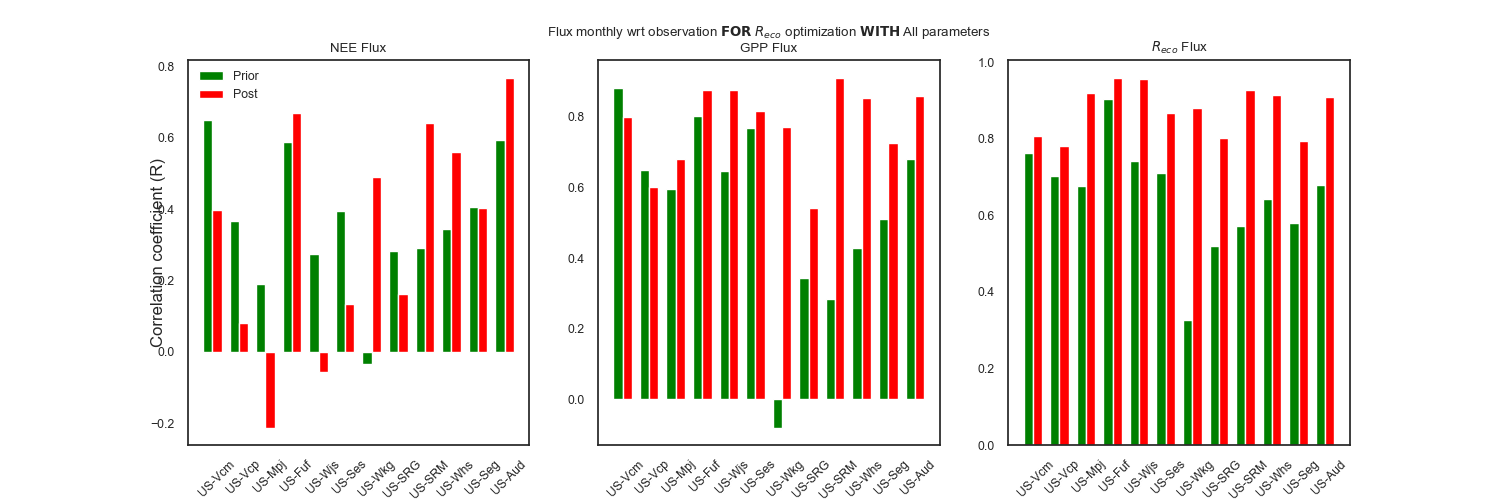 Flux monthly wrt observation FOR R_eco optimization WITH All parameters
NEE Flux
GPP Flux
R_eco Flux
Prior
Post
Correlation coefficient (R)
0.8
0.6
0.4
0.2
0.0
−0.2
US-Vcm
US-Vcp
US-Mpj
US-Fuf
US-Wjs
US-Ses
US-Wkg
US-SRG
US-SRM
US-Whs
US-Seg
US-Aud
0.8
0.6
0.4
0.2
0.0
US-Vcm
US-Vcp
US-Mpj
US-Fuf
US-Wjs
US-Ses
US-Wkg
US-SRG
US-SRM
US-Whs
US-Seg
US-Aud
1.0
0.8
0.6
0.4
0.2
0.0
US-Vcm
US-Vcp
US-Mpj
US-Fuf
US-Wjs
US-Ses
US-Wkg
US-SRG
US-SRM
US-Whs
US-Seg
US-Aud